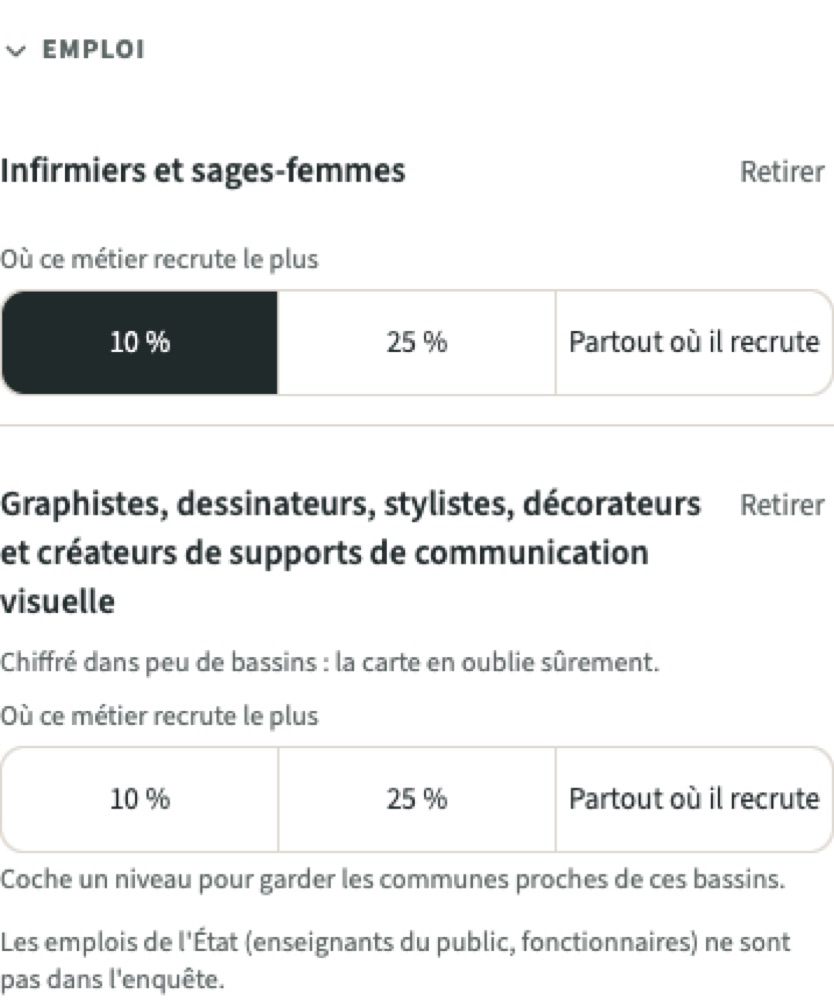 EMPLOI
Infirmiers et sages-femmes
Retirer
Où ce métier recrute le plus
10 %
25 %
Partout où il recrute
Graphistes, dessinateurs, stylistes, décorateurs
Retirer
et créateurs de supports de communication
visuelle
Chiffré dans peu de bassins : la carte en oublie sûrement.
Où ce métier recrute le plus
10 %
25 %
Partout où il recrute
Coche un niveau pour garder les communes proches de ces bassins.
Les emplois de l'État (enseignants du public, fonctionnaires) ne sont
pas dans l'enquête.